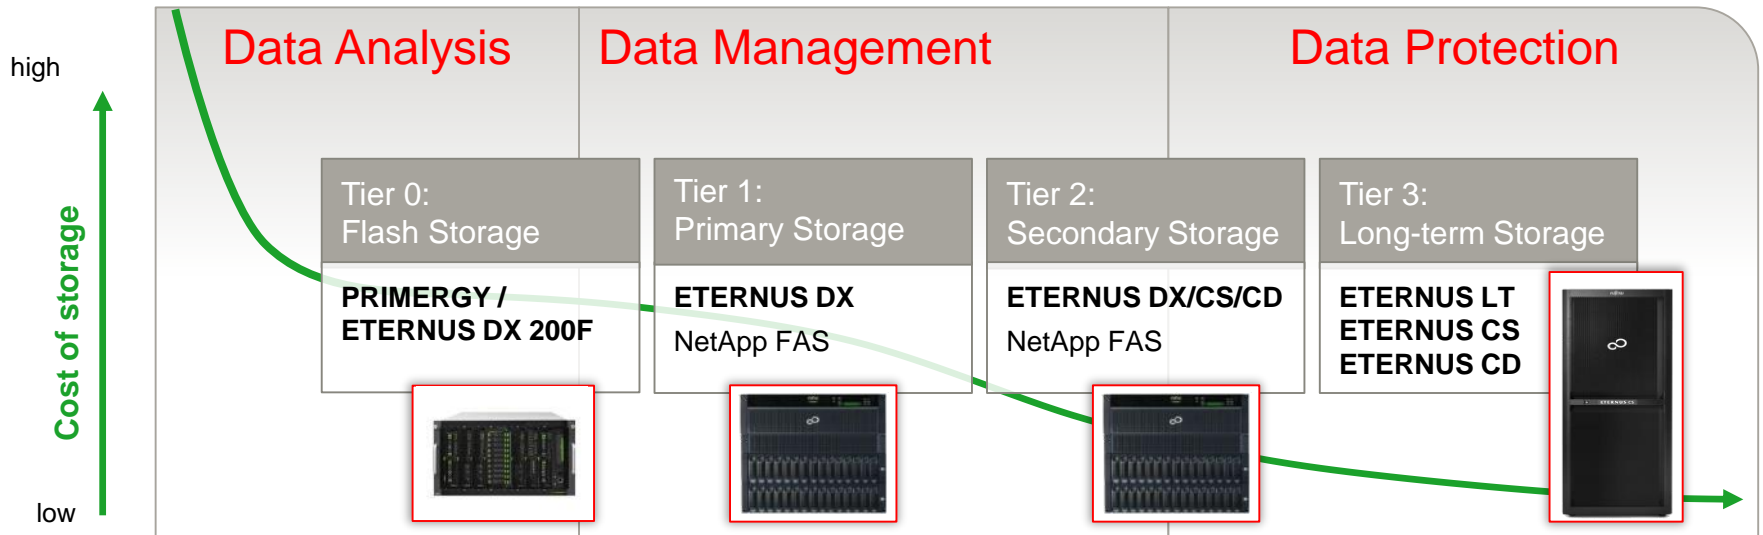 Data Analysis
Data Management
Data Protection
high
Cost of storage
low
Tier 0:
Flash Storage
PRIMERGY /
ETERNUS DX 200F
Tier 1:
Primary Storage
ETERNUS DX
NetApp FAS
Tier 2:
Secondary Storage
ETERNUS DX/CS/CD
NetApp FAS
Tier 3:
Long-term Storage
ETERNUS LT
ETERNUS CS
ETERNUS CD